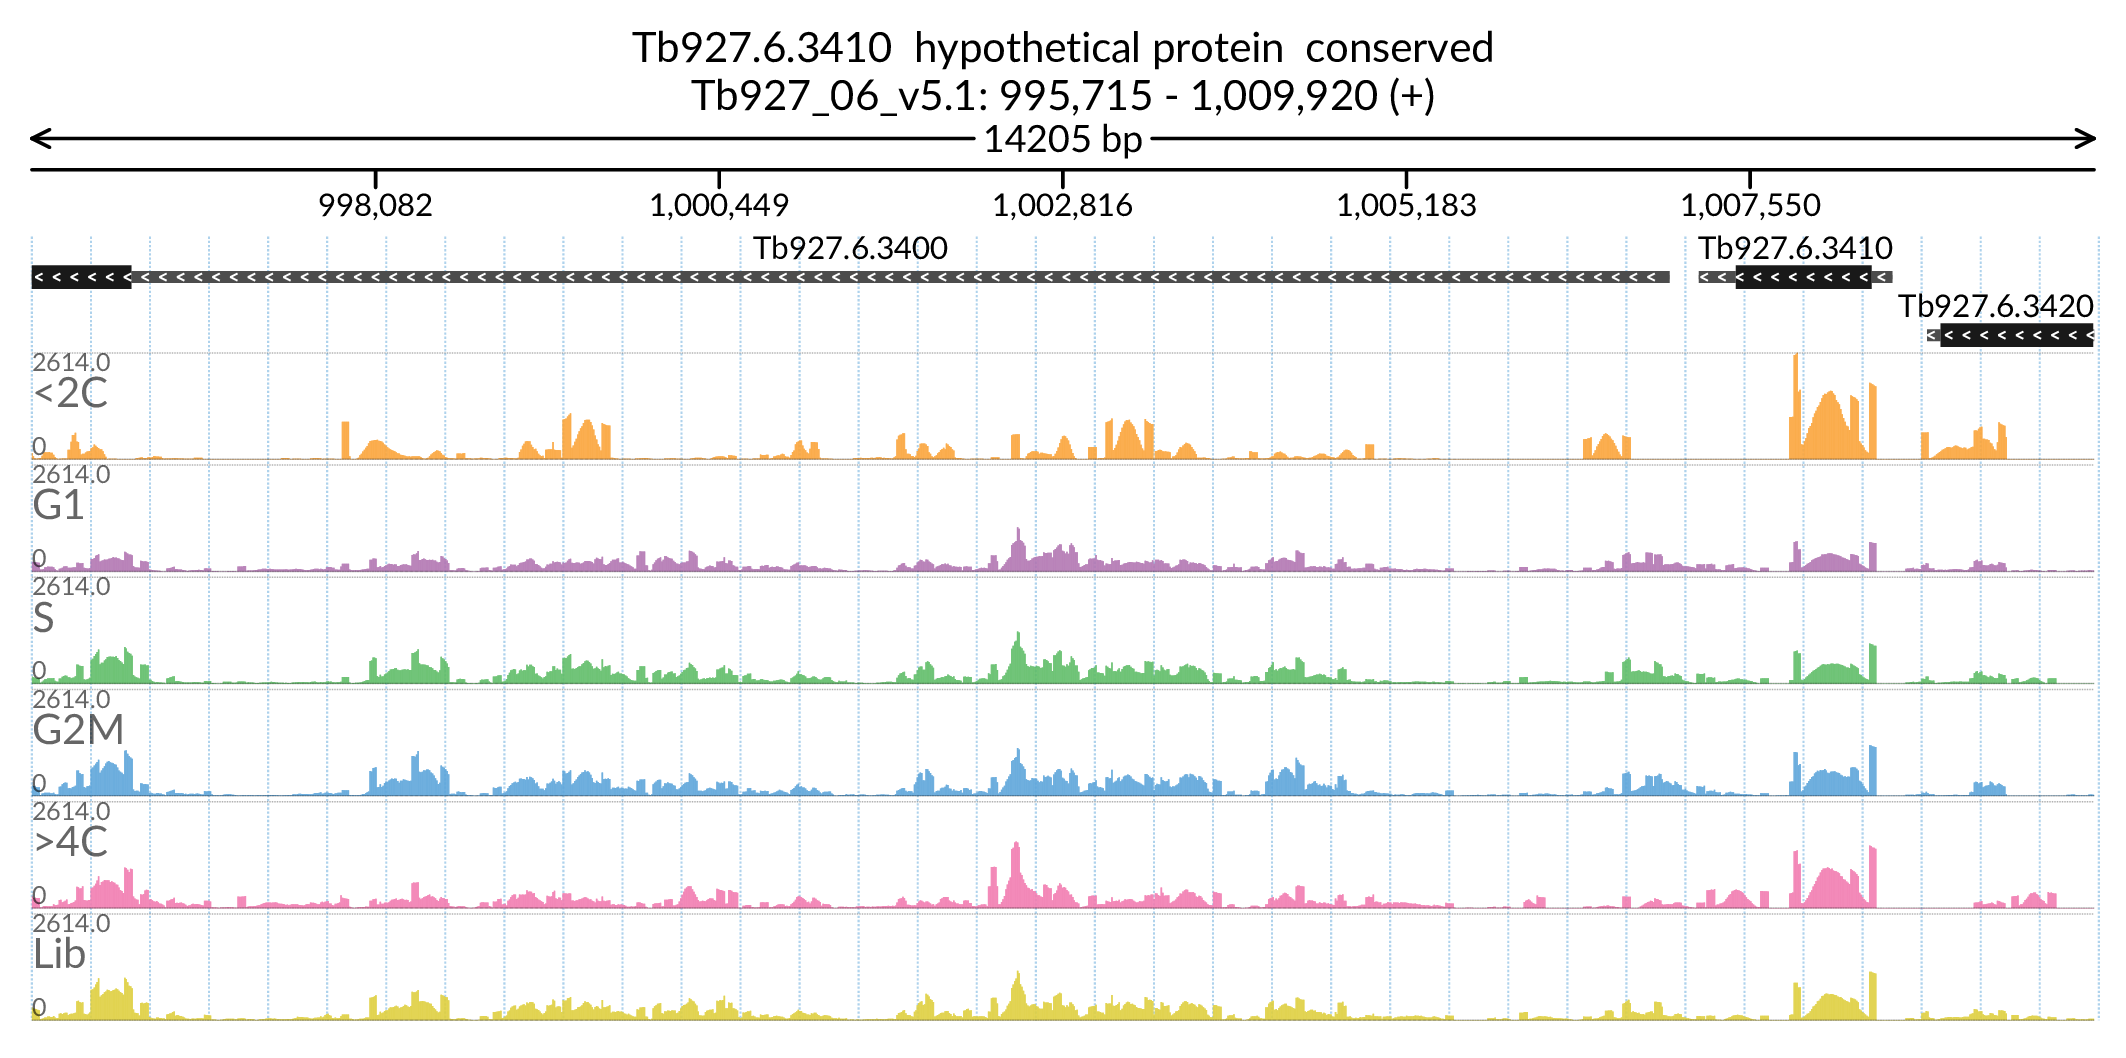 Tb927.6.3410  hypothetical protein  conserved
Tb927_06_v5.1: 995,715 - 1,009,920 (+)
14205 bp
998,082 1,000,449 1,002,816 1,005,183 1,007,550
Tb927.6.3400 Tb927.6.3410
Tb927.6.3420
2614.0
<2C
0
2614.0
G1
0
2614.0
S
0
2614.0
G2M
0
2614.0
>4C
0
2614.0
Lib
0